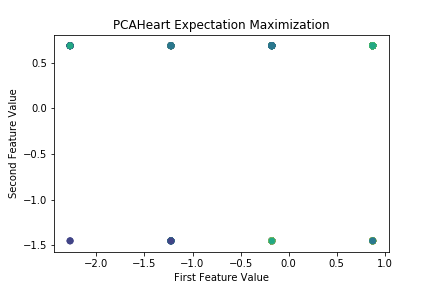 PCAHeart Expectation Maximization
Second Feature Value
0.5
0.0
−0.5
−1.0
−1.5
−2.0 −1.5 −1.0 −0.5 0.0 0.5 1.0
First Feature Value